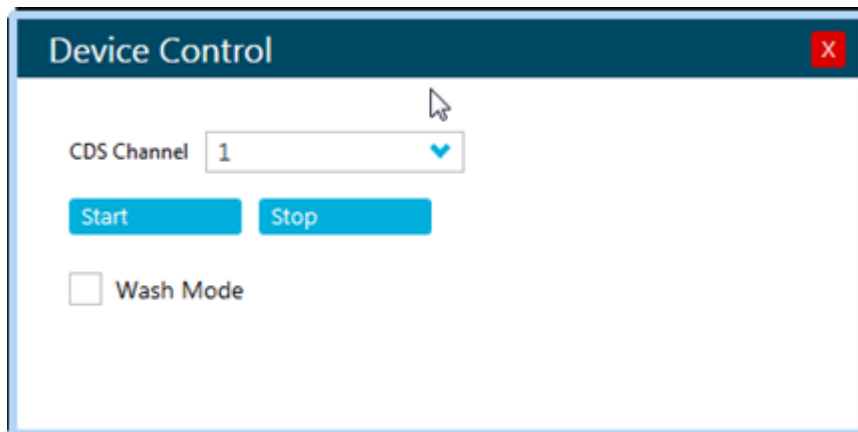 Device Control X
CDS Channel 1
Start Stop
Wash Mode